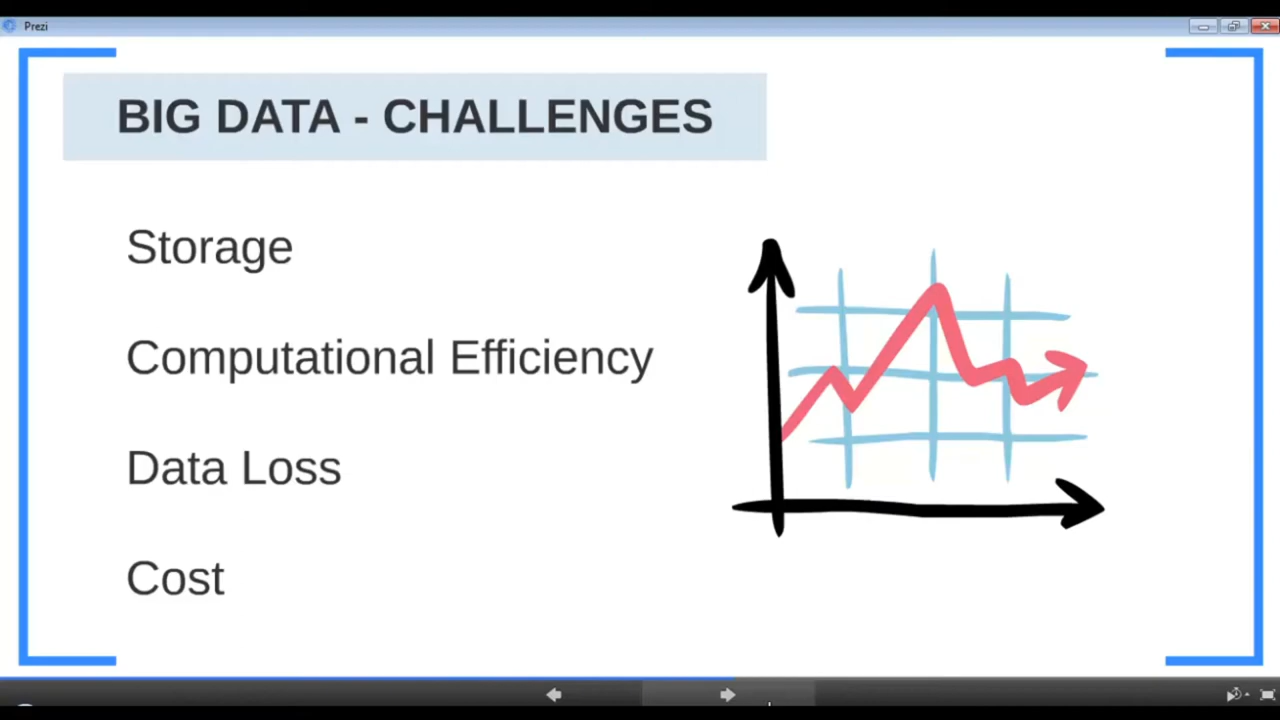 Prezi
BIG DATA - CHALLENGES
Storage
Computational Efficiency
Data Loss
Cost